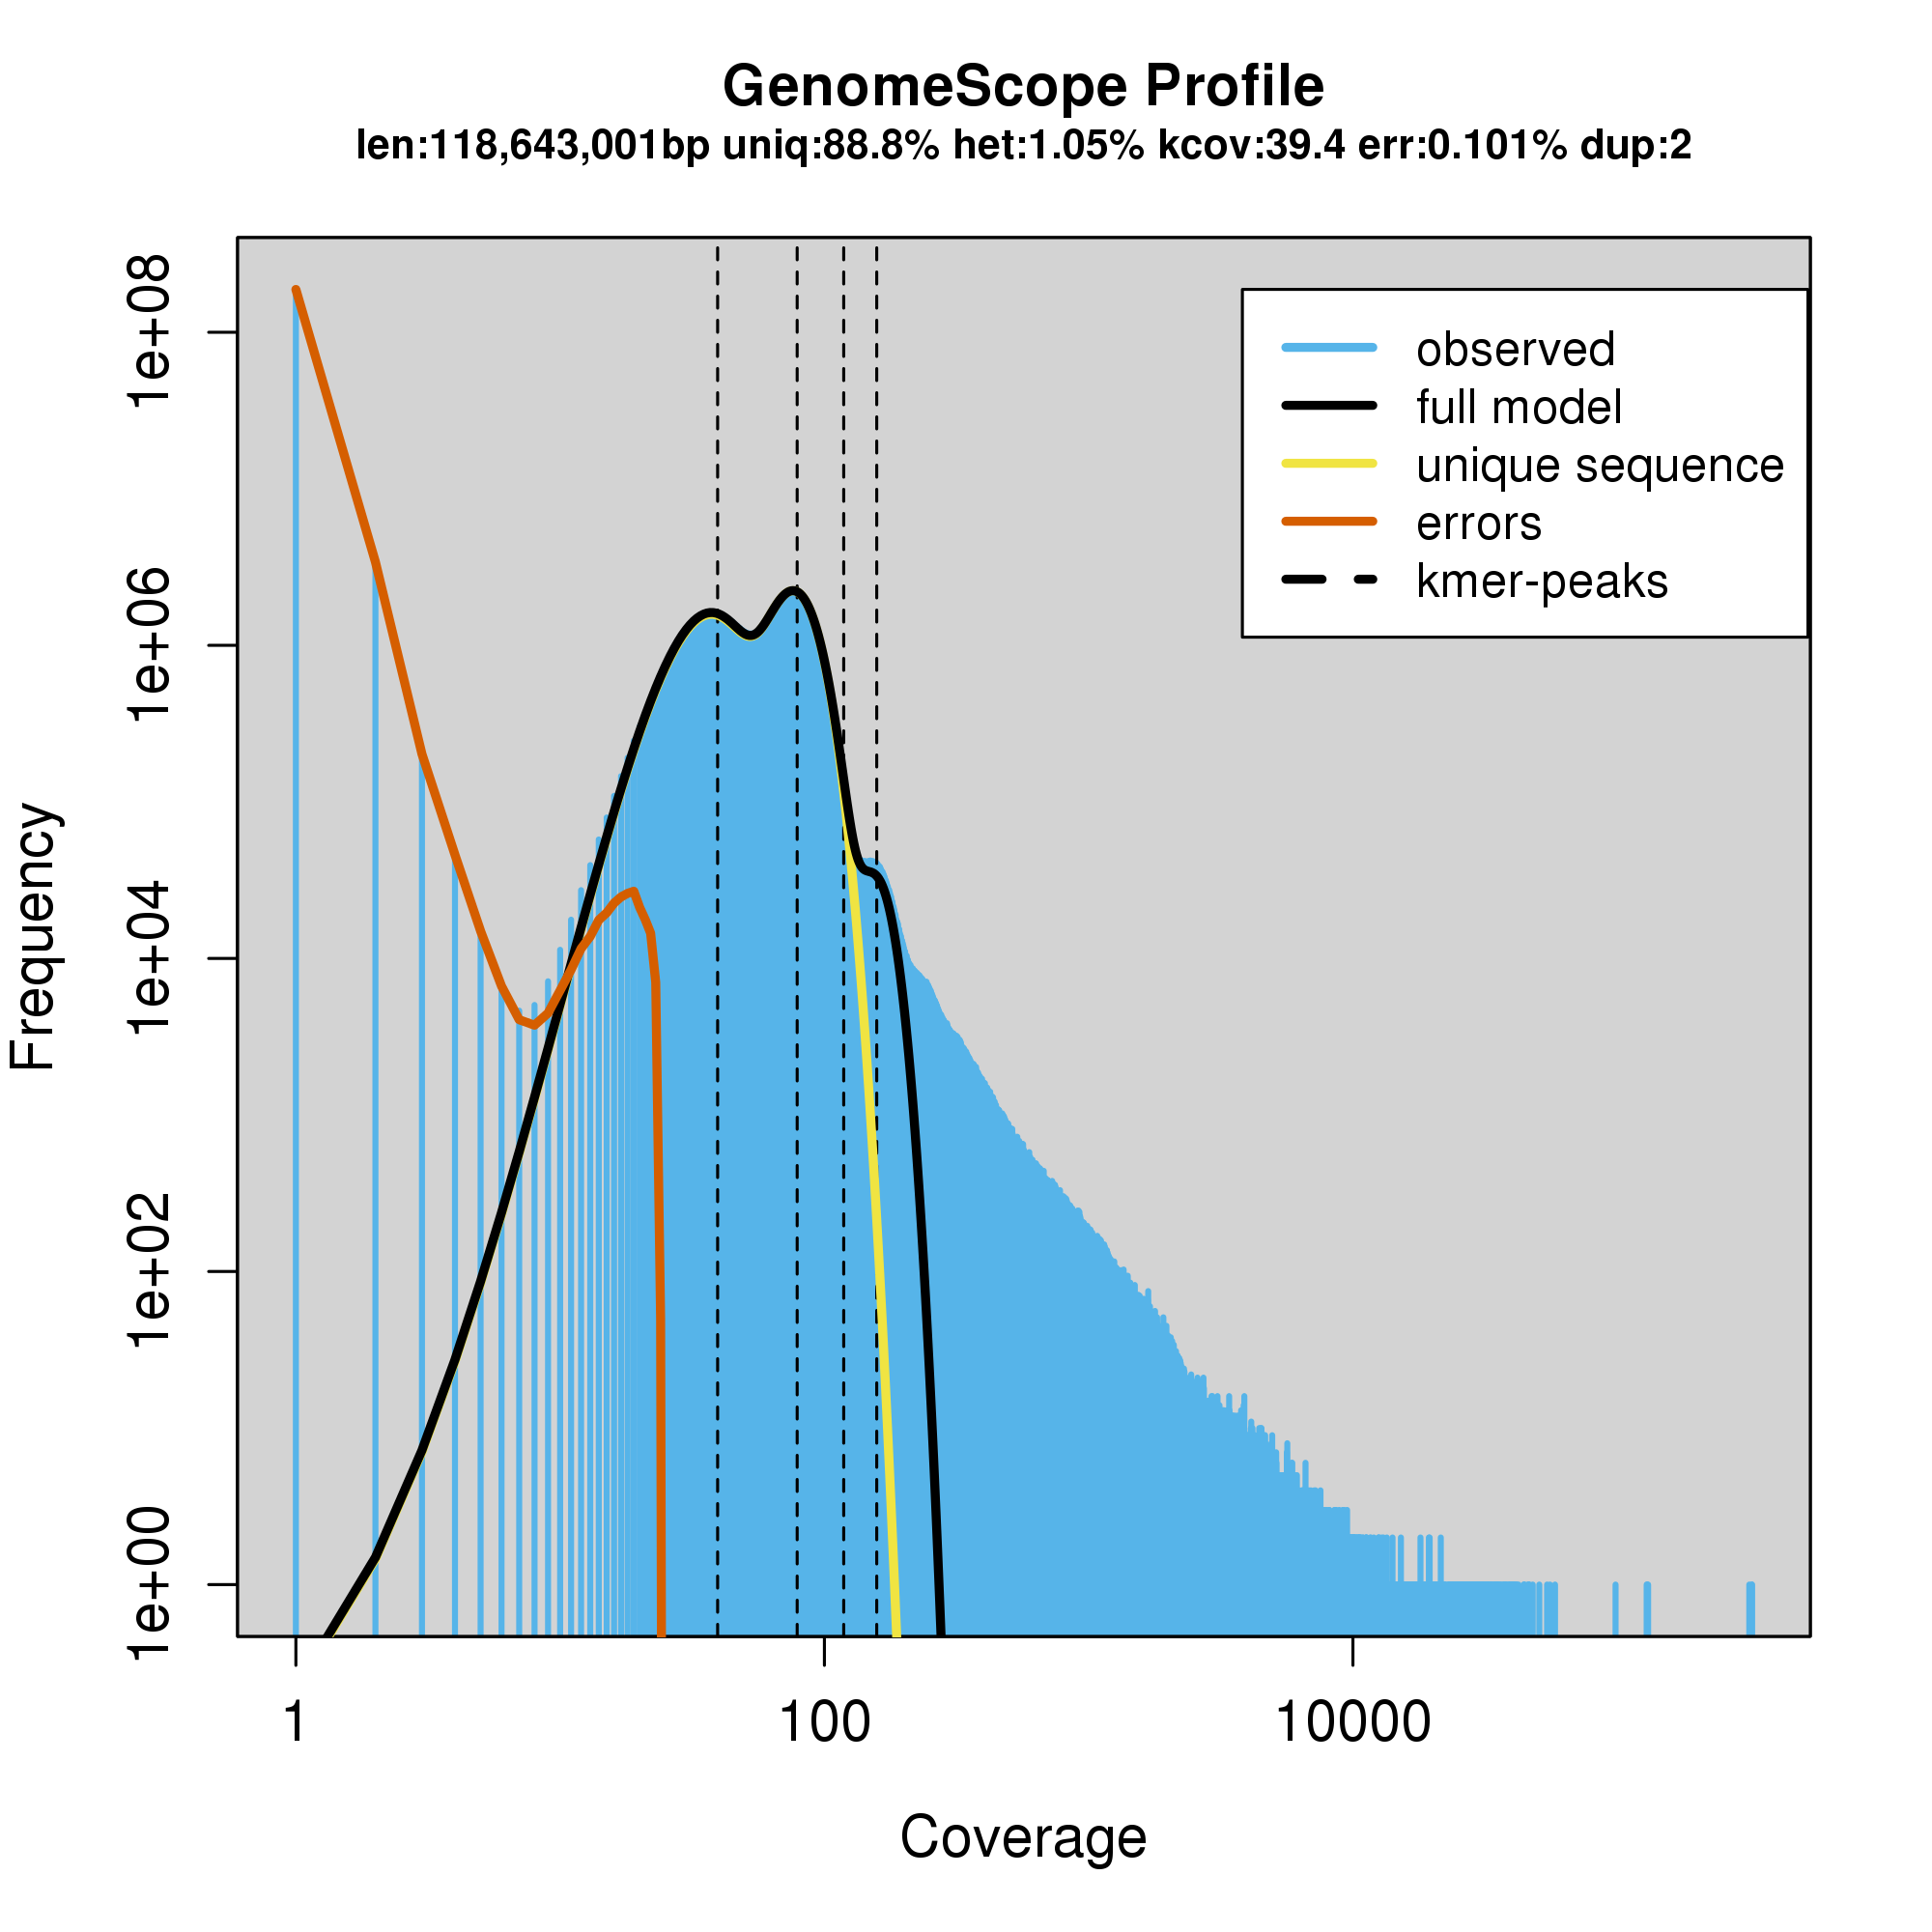 GenomeScope Profile
len:118,643,001bp uniq:88.8% het:1.05% kcov:39.4 err:0.101% dup:2
1e+08
1e+06
1e+04
1e+02
1e+00
Frequency
observed
full model
unique sequence
errors
kmer-peaks
1
100
10000
Coverage